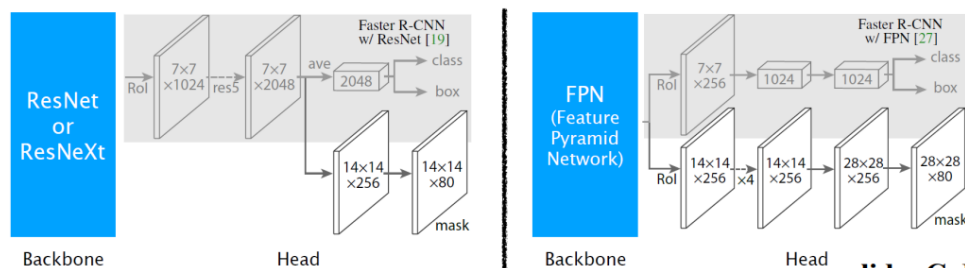 Faster R-CNN
w/ ResNet [19]
ResNet
or
ResNeXt
RoI
7×7
×1024
res5
7×7
×2048
ave
2048
class
box
14×14
×256
14×14
×80
mask
Backbone
Head
Faster R-CNN
w/ FPN [27]
FPN
(Feature
Pyramid
Network)
RoI
7×7
×256
1024
1024
class
box
RoI
14×14
×256
×4
14×14
×256
28×28
×256
28×28
×80
mask
Backbone
Head